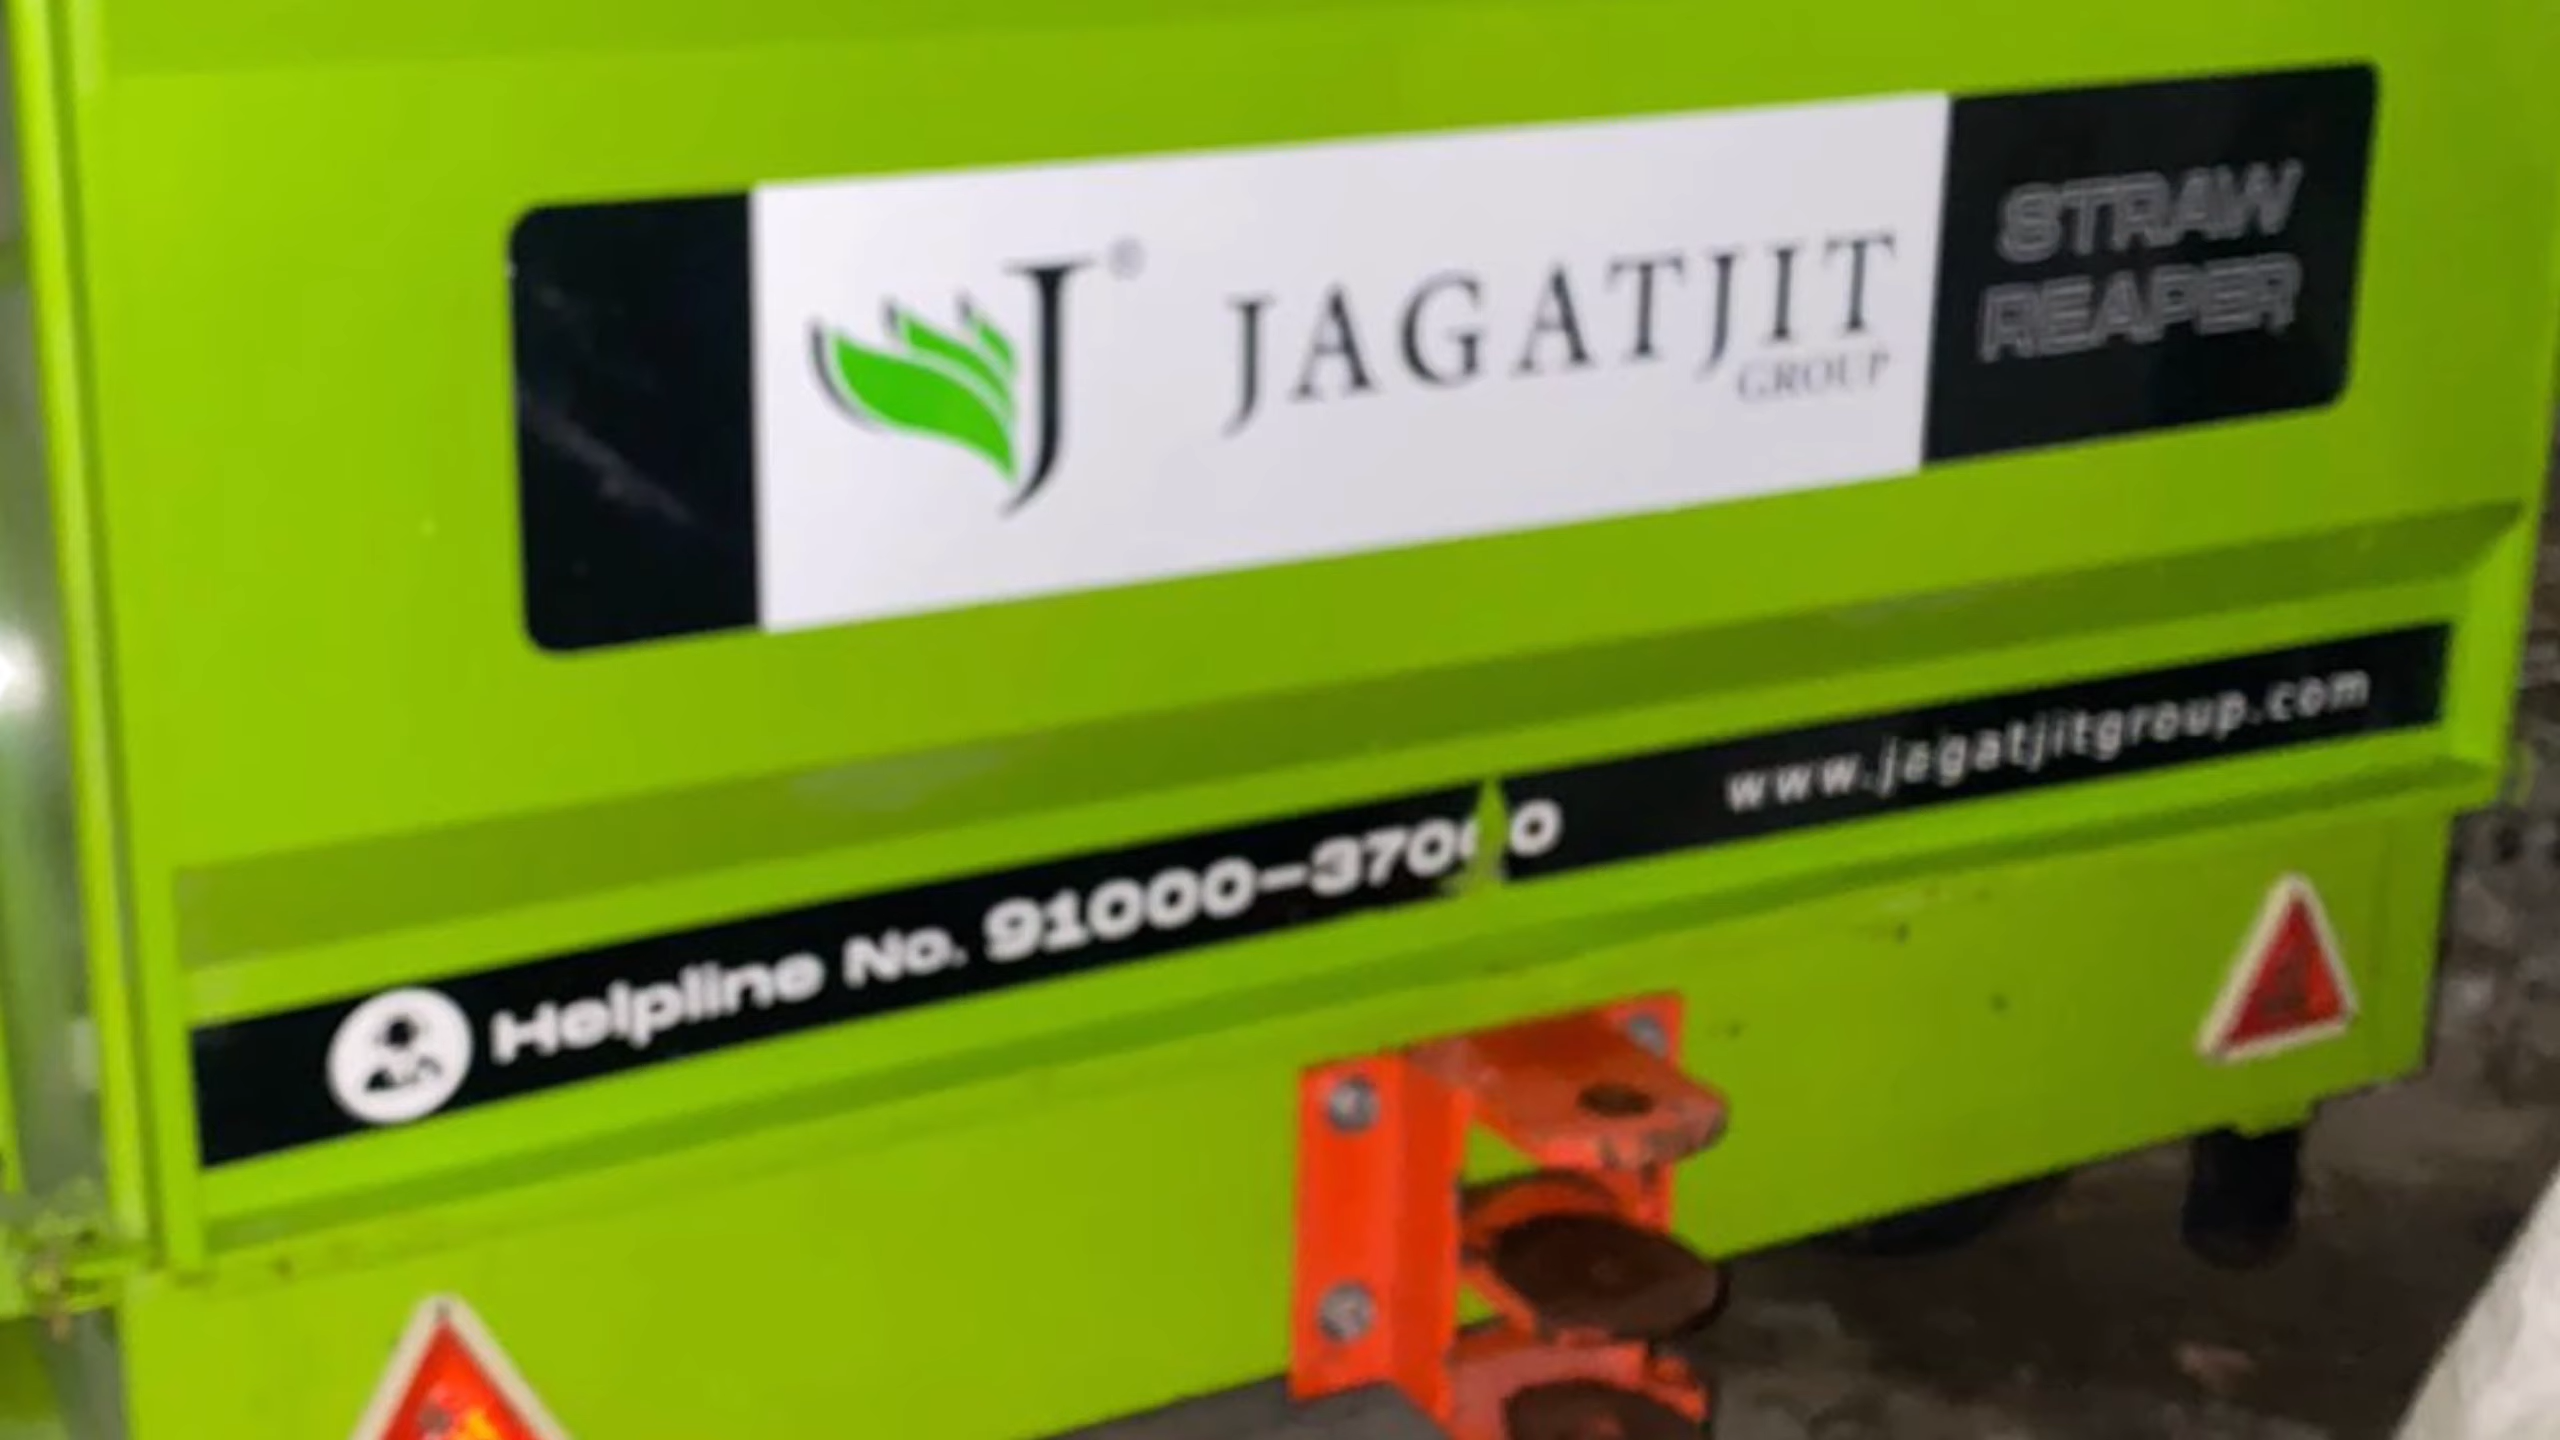 J®
JAGATJIT
GROUP
STRAW
REAPER
www.jagatjitgroup.com
Helpline No.